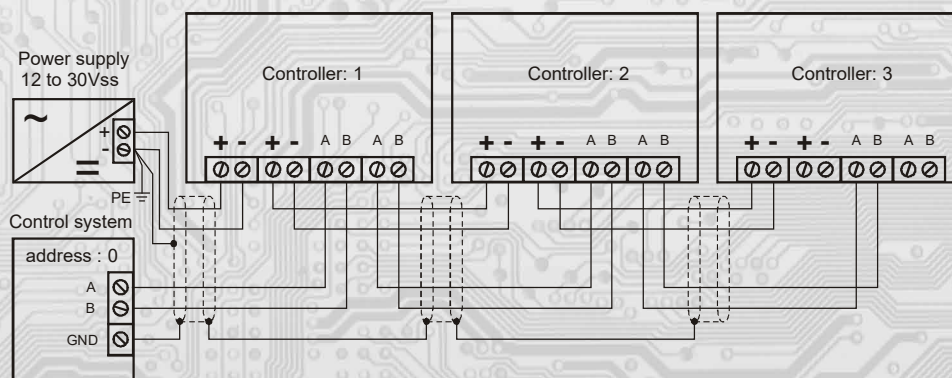 Power supply
12 to 30Vss
~
+
-
=
PE
Control system
address : 0
A
B
GND
Controller: 1
+ - + - A B A B
Controller: 2
+ - + - A B A B
Controller: 3
+ - + - A B A B